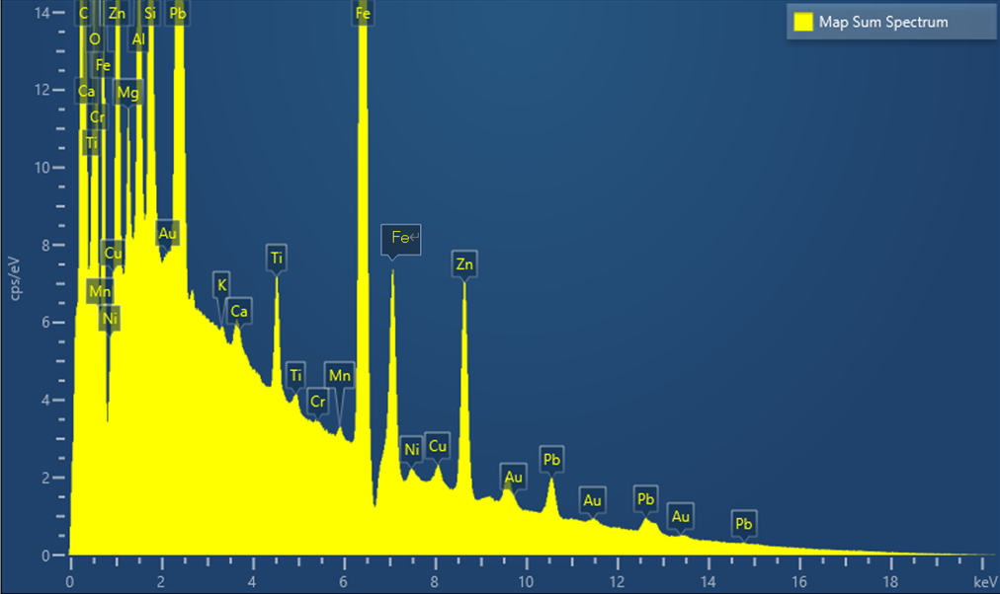 Map Sum Spectrum
14
C
Zn
Si
Pb
Fe
O
Al
Fe
12
Ca
Mg
Cr
Ti
10
8
Au
Cu
Fe↵
Ti
Zn
cps/eV
Mn
K
6
Ni
Ca
4
Ti
Mn
Cr
2
Ni
Cu
Au
Pb
Au
Pb
Au
Pb
0
0
2
4
6
8
10
12
14
16
18
keV